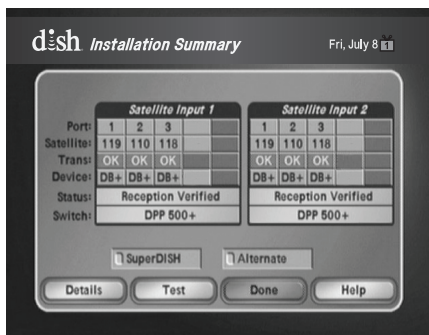 dish Installation Summary Fri, July 8 1
Satellite Input 1 Satellite Input 2
Port: 1 2 3 1 2 3
Satellite: 119 110 118 119 110 118
Trans: OK OK OK OK OK OK
Device: DB+ DB+ DB+ DB+ DB+ DB+
Status: Reception Verified Reception Verified
Switch: DPP 500+ DPP 500+
SuperDISH Alternate
Details Test Done Help